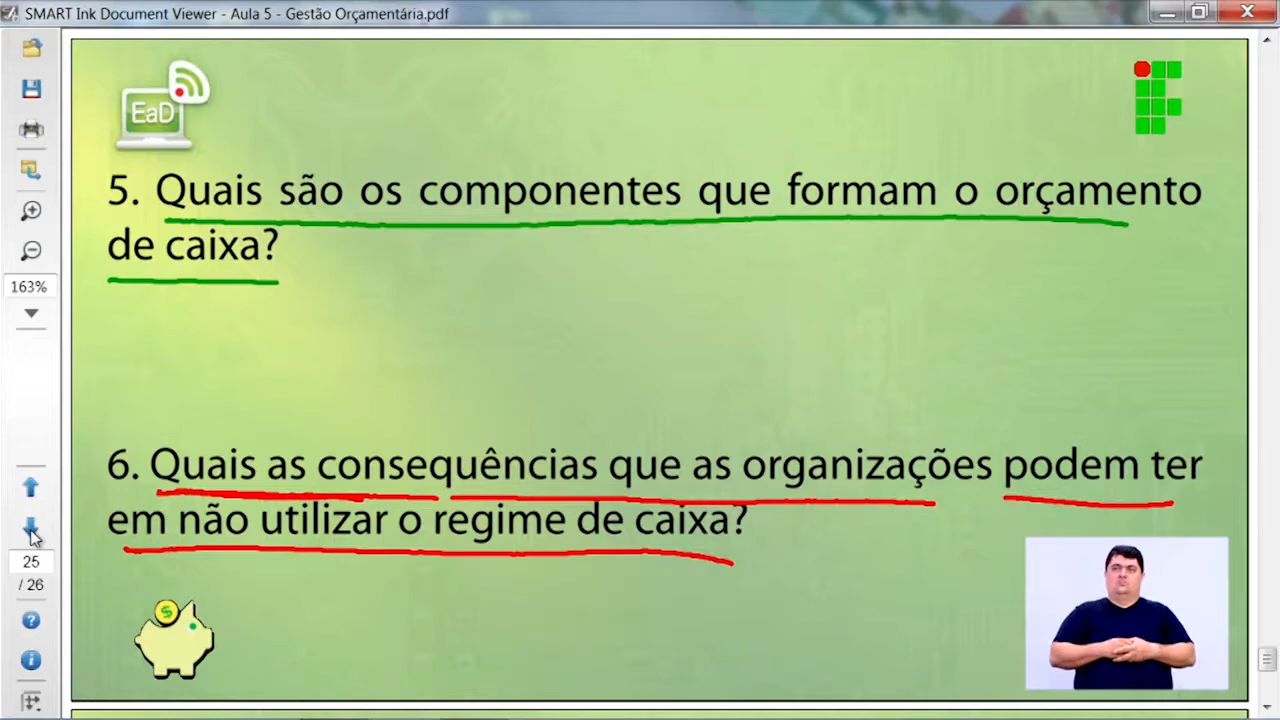 SMART Ink Document Viewer - Aula 5 - Gestão Orçamentária.pdf
EaD
5. Quais são os componentes que formam o orçamento
de caixa?
163%
6. Quais as consequências que as organizações podem ter
em não utilizar o regime de caixa?
25
/ 26
$